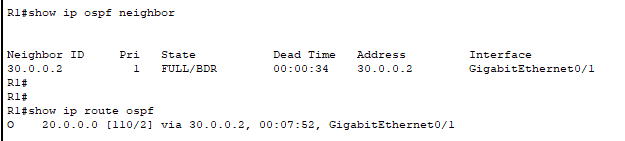 R1#show ip ospf neighbor
Neighbor ID Pri State Dead Time Address Interface
30.0.0.2 1 FULL/BDR 00:00:34 30.0.0.2 GigabitEthernet0/1
R1#
R1#
R1#show ip route ospf
O 20.0.0.0 [110/2] via 30.0.0.2, 00:07:52, GigabitEthernet0/1